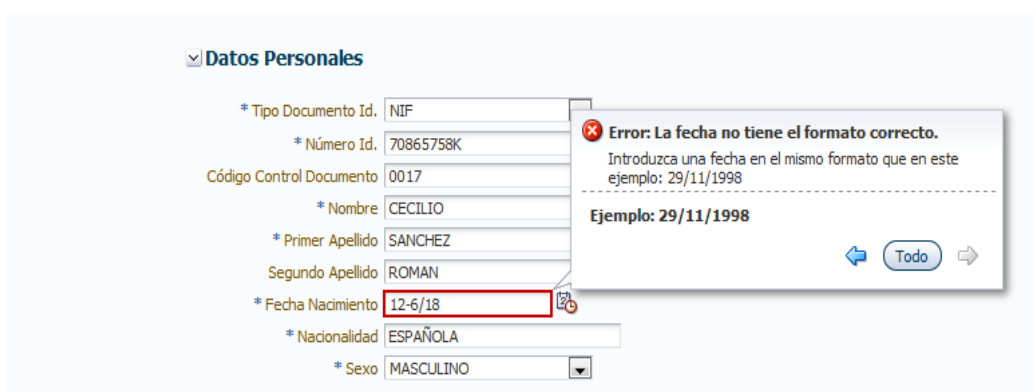 Datos Personales
* Tipo Documento Id. NIF
* Número Id. 70865758K
Código Control Documento 0017
* Nombre CECILIO
* Primer Apellido SANCHEZ
Segundo Apellido ROMAN
* Fecha Nacimiento 12-6/18
* Nacionalidad ESPAÑOLA
* Sexo MASCULINO
Error: La fecha no tiene el formato correcto.
Introduzca una fecha en el mismo formato que en este
ejemplo: 29/11/1998
Ejemplo: 29/11/1998
Todo